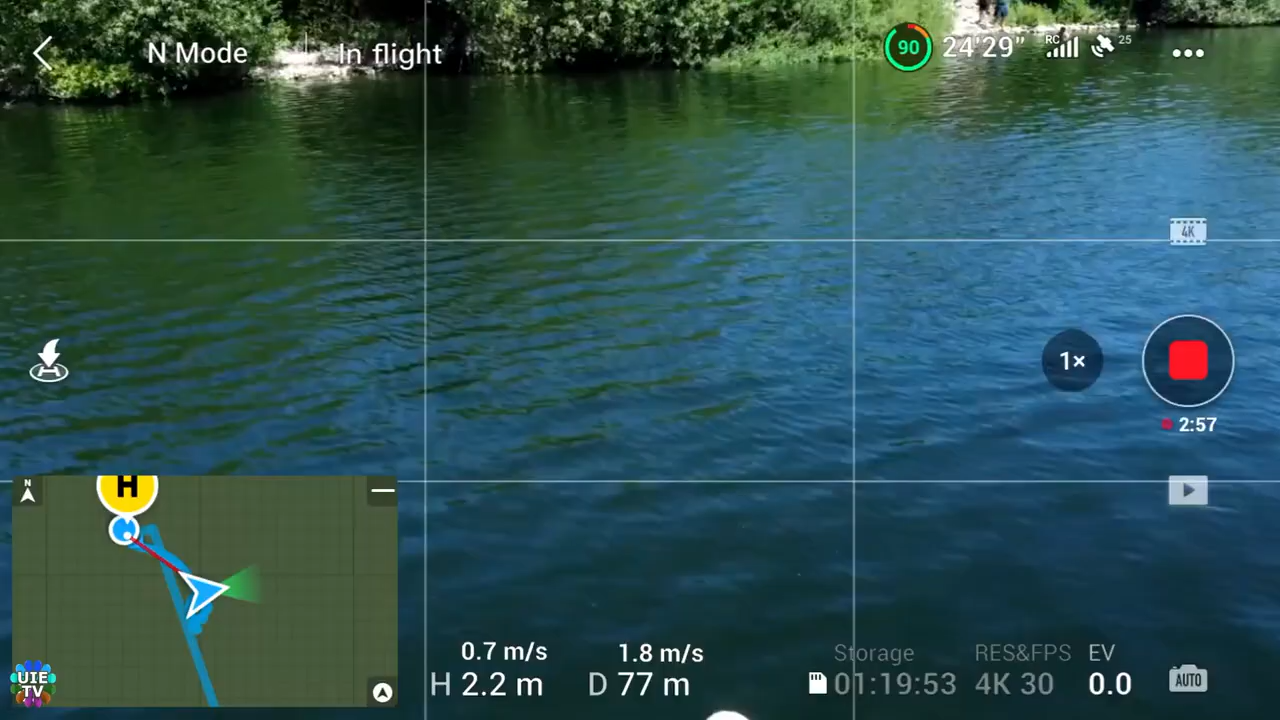 N Mode
In flight
90
24'29"
RC
25
4K
1×
2:57
N
H
0.7 m/s
1.8 m/s
H 2.2 m
D 77 m
Storage
RES&FPS
EV
01:19:53
4K 30
0.0
AUTO
UIE
TV